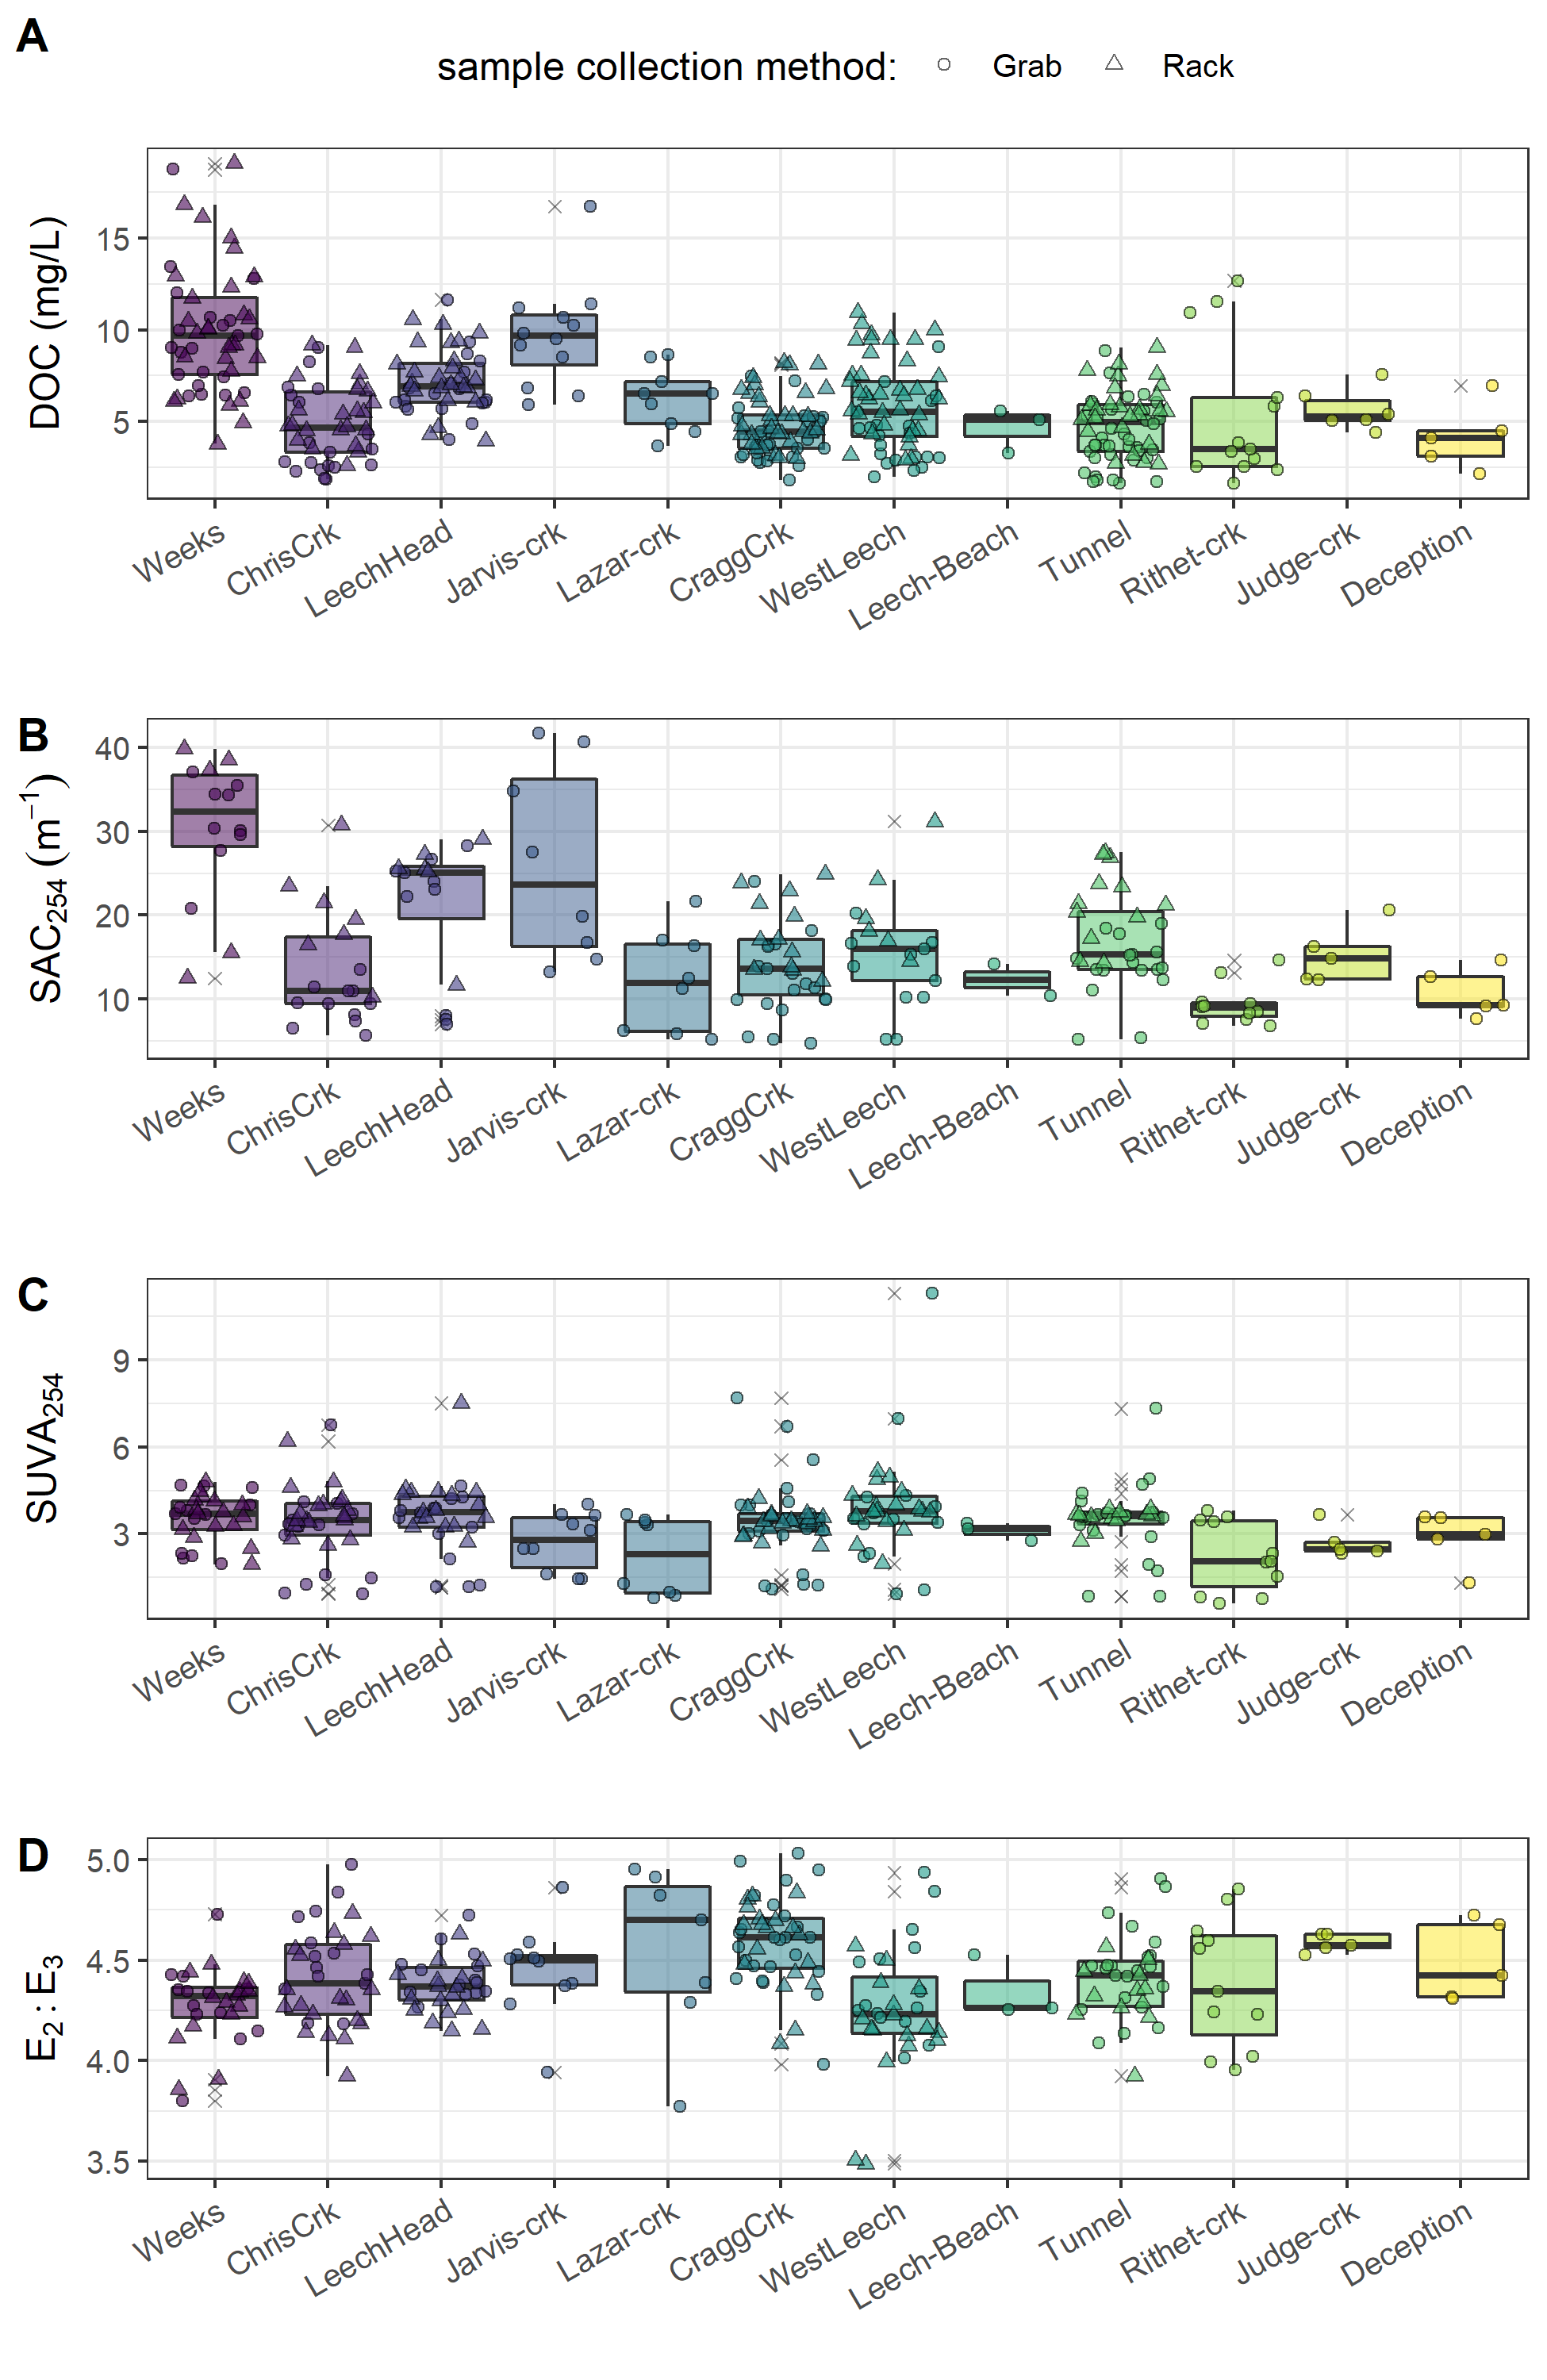 A
sample collection method: Grab Rack
DOC (mg/L)
15
10
5
Weeks ChrisCrk LeechHead Jarvis-crk Lazar-crk CraggCrk WestLeech Leech-Beach Tunnel Rithet-crk Judge-crk Deception
B
SAC254 (m−1)
40
30
20
10
Weeks ChrisCrk LeechHead Jarvis-crk Lazar-crk CraggCrk WestLeech Leech-Beach Tunnel Rithet-crk Judge-crk Deception
C
SUVA254
9
6
3
Weeks ChrisCrk LeechHead Jarvis-crk Lazar-crk CraggCrk WestLeech Leech-Beach Tunnel Rithet-crk Judge-crk Deception
D
E2 : E3
5.0
4.5
4.0
3.5
Weeks ChrisCrk LeechHead Jarvis-crk Lazar-crk CraggCrk WestLeech Leech-Beach Tunnel Rithet-crk Judge-crk Deception